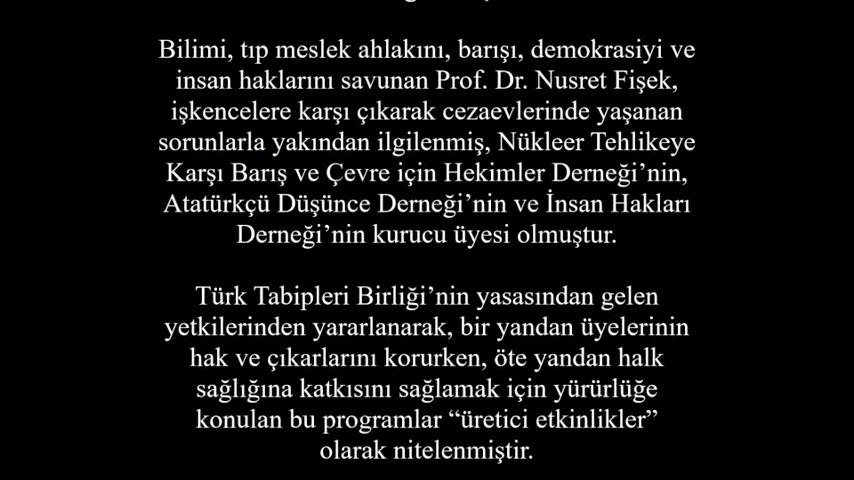 Bilimi, tıp meslek ahlakını, barışı, demokrasiyi ve
insan haklarını savunan Prof. Dr. Nusret Fişek,
işkencelere karşı çıkarak cezaevlerinde yaşanan
sorunlarla yakından ilgilenmiş, Nükleer Tehlikeye
Karşı Barış ve Çevre için Hekimler Derneği’nin,
Atatürkçü Düşünce Derneği’nin ve İnsan Hakları
Derneği’nin kurucu üyesi olmuştur.
Türk Tabipleri Birliği’nin yasasından gelen
yetkilerinden yararlanarak, bir yandan üyelerinin
hak ve çıkarlarını korurken, öte yandan halk
sağlığına katkısını sağlamak için yürürlüğe
konulan bu programlar “üretici etkinlikler”
olarak nitelenmiştir.